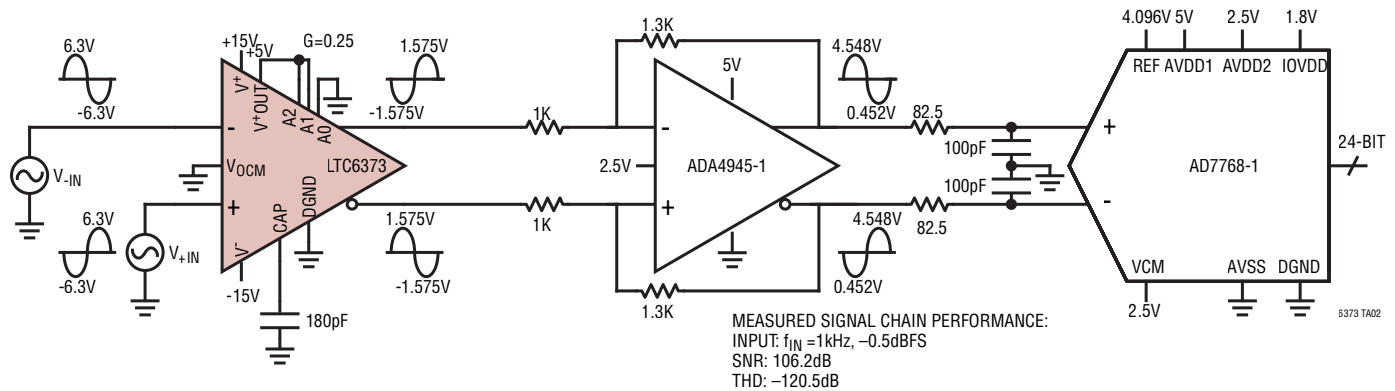 +15V
+5V
G=0.25
6.3V
-6.3V
V+
V+OUT
A2
A1
A0
1.575V
-1.575V
-
LTC6373
VOCM
V-IN
+
CAP
DGND
V-
6.3V
-6.3V
V+IN
-15V
180pF
1.575V
-1.575V
1K
1K
1.3K
5V
-
2.5V
ADA4945-1
+
1.3K
4.548V
0.452V
4.548V
0.452V
82.5
82.5
100pF
100pF
4.096V 5V 2.5V 1.8V
REF AVDD1 AVDD2 IOVDD
+
AD7768-1
-
24-BIT
VCM AVSS DGND
2.5V
MEASURED SIGNAL CHAIN PERFORMANCE:
INPUT: fIN =1kHz, –0.5dBFS
SNR: 106.2dB
THD: –120.5dB
6373 TA02